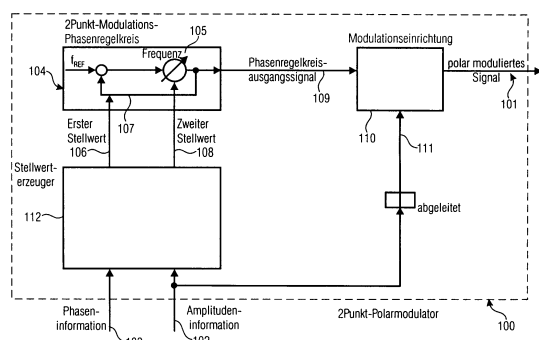 2Punkt-Modulations-
Phasenregelkreis
105
Frequenz
fREF
104
107
Phasenregelkreis-
ausgangssignal
109
Modulationseinrichtung
110
polar moduliertes
Signal
101
Erster
Stellwert
106
Zweiter
Stellwert
108
111
Stellwert-
erzeuger
112
abgeleitet
Phasen-
information
Amplituden-
information
2Punkt-Polarmodulator
100